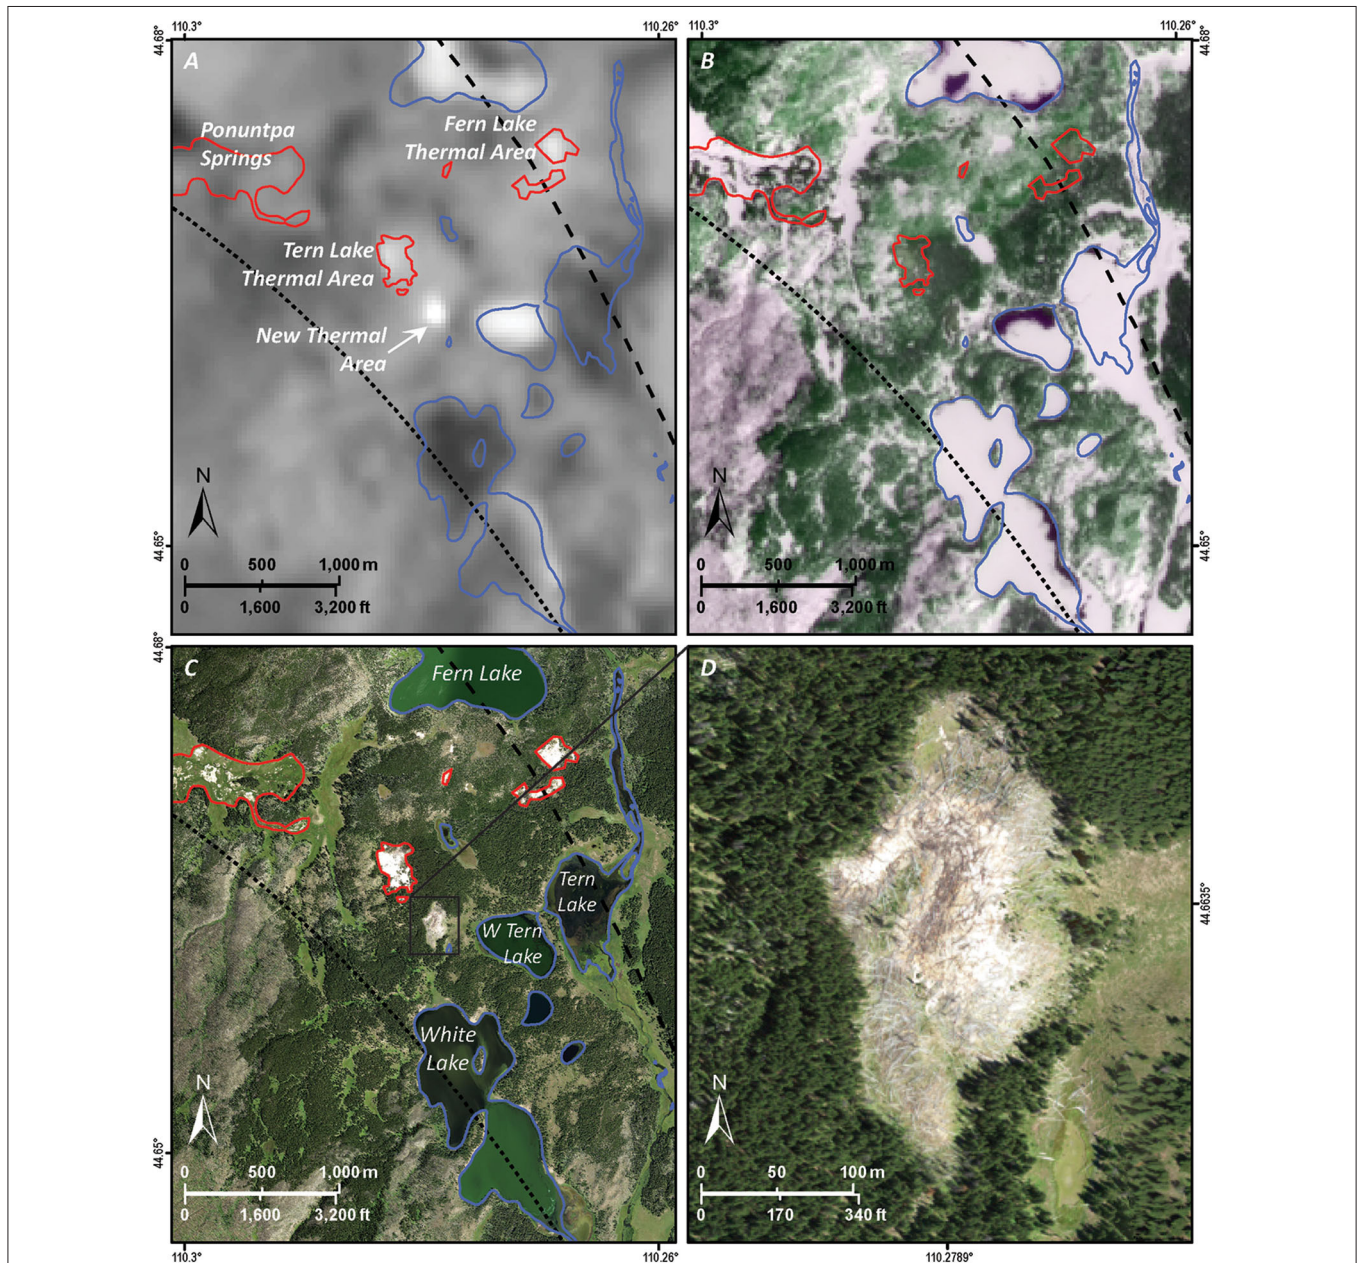 110.3°
110.26°
110.3°
110.26°
44.68°
A
B
44.68°
Ponuntpa
Springs
Fern Lake
Thermal Area
Tern Lake
Thermal Area
New Thermal
Area
N
N
44.65°
44.65°
0 500 1,000 m
0 1,600 3,200 ft
0 500 1,000 m
0 1,600 3,200 ft
44.68°
C
Fern Lake
D
Tern
Lake
W Tern
Lake
44.6635°
White
Lake
N
N
44.65°
0 500 1,000 m
0 1,600 3,200 ft
0 50 100 m
0 170 340 ft
110.3°
110.26°
110.2789°